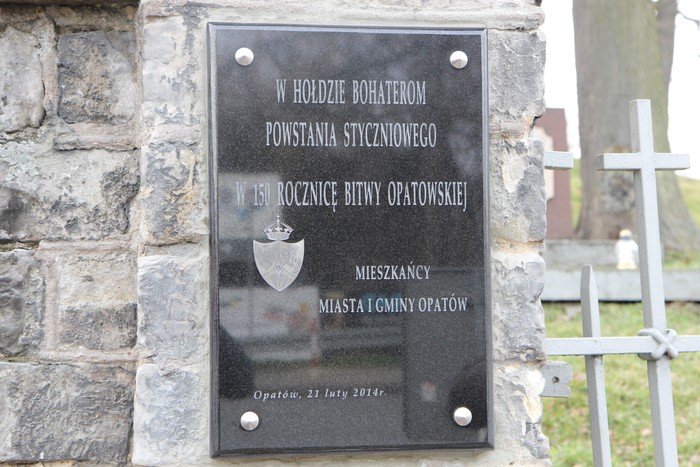 W HOŁDZIE BOHATEROM
POWSTANIA STYCZNIOWEGO
W 150 ROCZNICĘ BITWY OPATOWSKIEJ
MIESZKAŃCY
MIASTA I GMINY OPATÓW
Opatów, 21 luty 2014r.